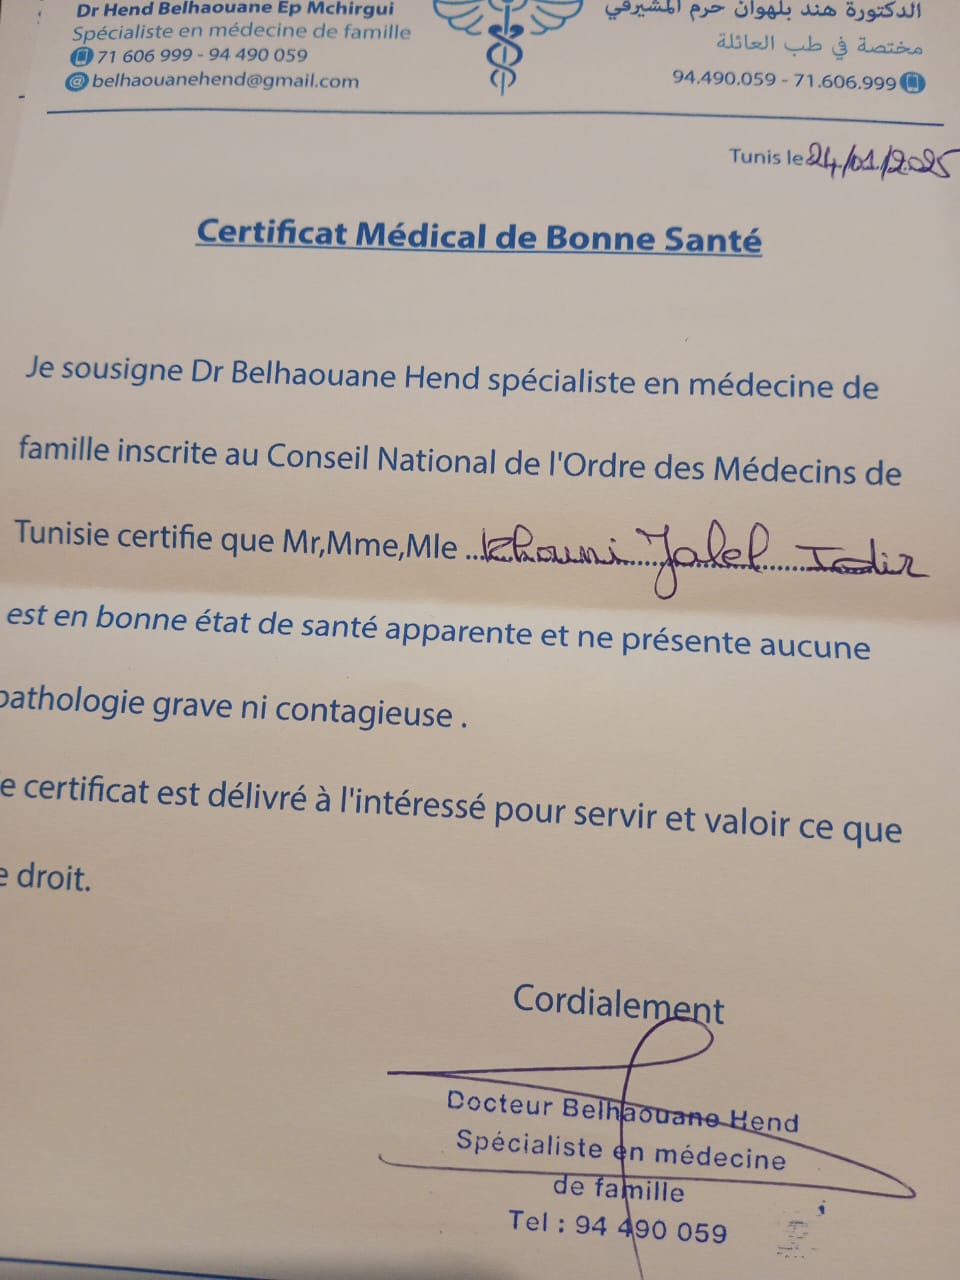 Dr Hend Belhaouane Ep Mchirgui
Spécialiste en médecine de famille
71 606 999 - 94 490 059
@ belhaouanehend@gmail.com
الدكتورة هند بلهوان حرم المشيرقي
مختصة في طب العائلة
94.490.059 - 71.606.999
Tunis le 24/01/2025
Certificat Médical de Bonne Santé
Je sousigne Dr Belhaouane Hend spécialiste en médecine de
famille inscrite au Conseil National de l'Ordre des Médecins de
Tunisie certifie que Mr,Mme,Mle ...Khouni Jalel Idir
est en bonne état de santé apparente et ne présente aucune
pathologie grave ni contagieuse .
e certificat est délivré à l'intéressé pour servir et valoir ce que
e droit.
Cordialement
Docteur Belhaouane Hend
Spécialiste en médecine
de famille
Tel : 94 490 059